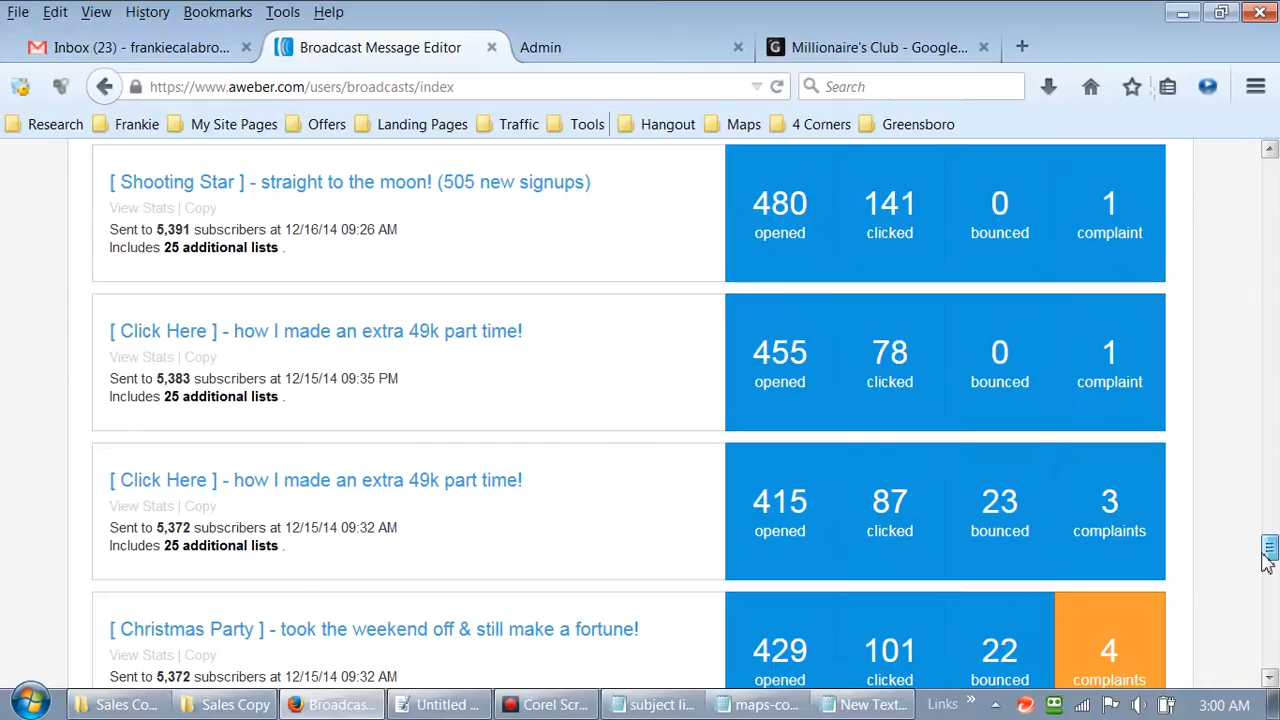 File Edit View History Bookmarks Tools Help
Inbox (23) - frankiecalabro... Broadcast Message Editor Admin Millionaire's Club - Google...
https://www.aweber.com/users/broadcasts/index Search
Research Frankie My Site Pages Offers Landing Pages Traffic Tools Hangout Maps 4 Corners Greensboro
[ Shooting Star ] - straight to the moon! (505 new signups)
View Stats | Copy
Sent to 5,391 subscribers at 12/16/14 09:26 AM
Includes 25 additional lists .
480 141 0 1
opened clicked bounced complaint
[ Click Here ] - how I made an extra 49k part time!
View Stats | Copy
Sent to 5,383 subscribers at 12/15/14 09:35 PM
Includes 25 additional lists .
455 78 0 1
opened clicked bounced complaint
[ Click Here ] - how I made an extra 49k part time!
View Stats | Copy
Sent to 5,372 subscribers at 12/15/14 09:32 AM
Includes 25 additional lists .
415 87 23 3
opened clicked bounced complaints
[ Christmas Party ] - took the weekend off & still make a fortune!
View Stats | Copy
Sent to 5,372 subscribers at 12/15/14 09:32 AM
429 101 22 4
opened clicked bounced complaints
Sales Co... Sales Copy Broadcas... Untitled ... Corel Scr... subject li... maps-co... New Text... Links » 3:00 AM